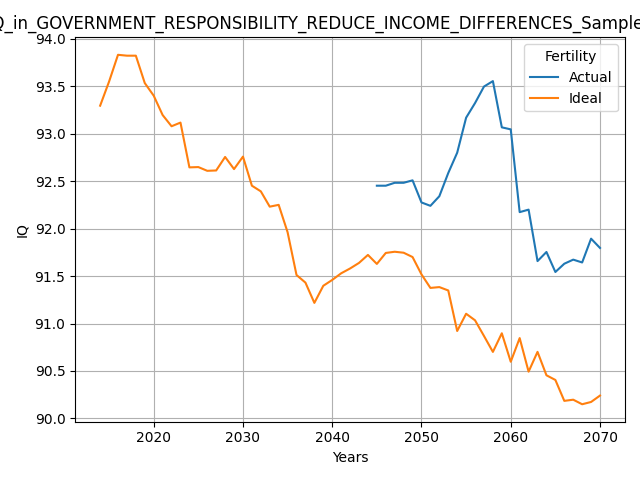 Q_in_GOVERNMENT_RESPONSIBILITY_REDUCE_INCOME_DIFFERENCES_Sample
94.0
93.5
93.0
92.5
92.0
91.5
91.0
90.5
90.0
IQ
Fertility
Actual
Ideal
2020 2030 2040 2050 2060 2070
Years